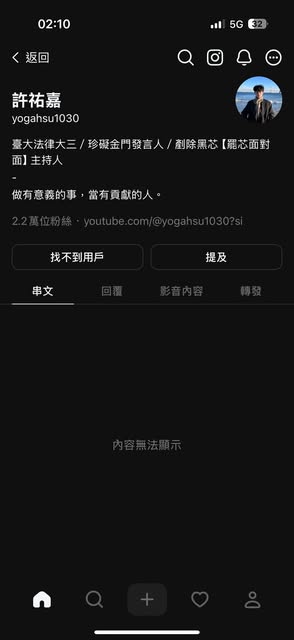 02:10
5G 32
返回
許祐嘉
yogahsu1030
臺大法律大三 / 珍礙金門發言人 / 剷除黑芯【罷芯面對
面】主持人
-
做有意義的事，當有貢獻的人。
2.2 萬位粉絲 · youtube.com/@yogahsu1030?si
找不到用戶
提及
串文
回覆
影音內容
轉發
內容無法顯示